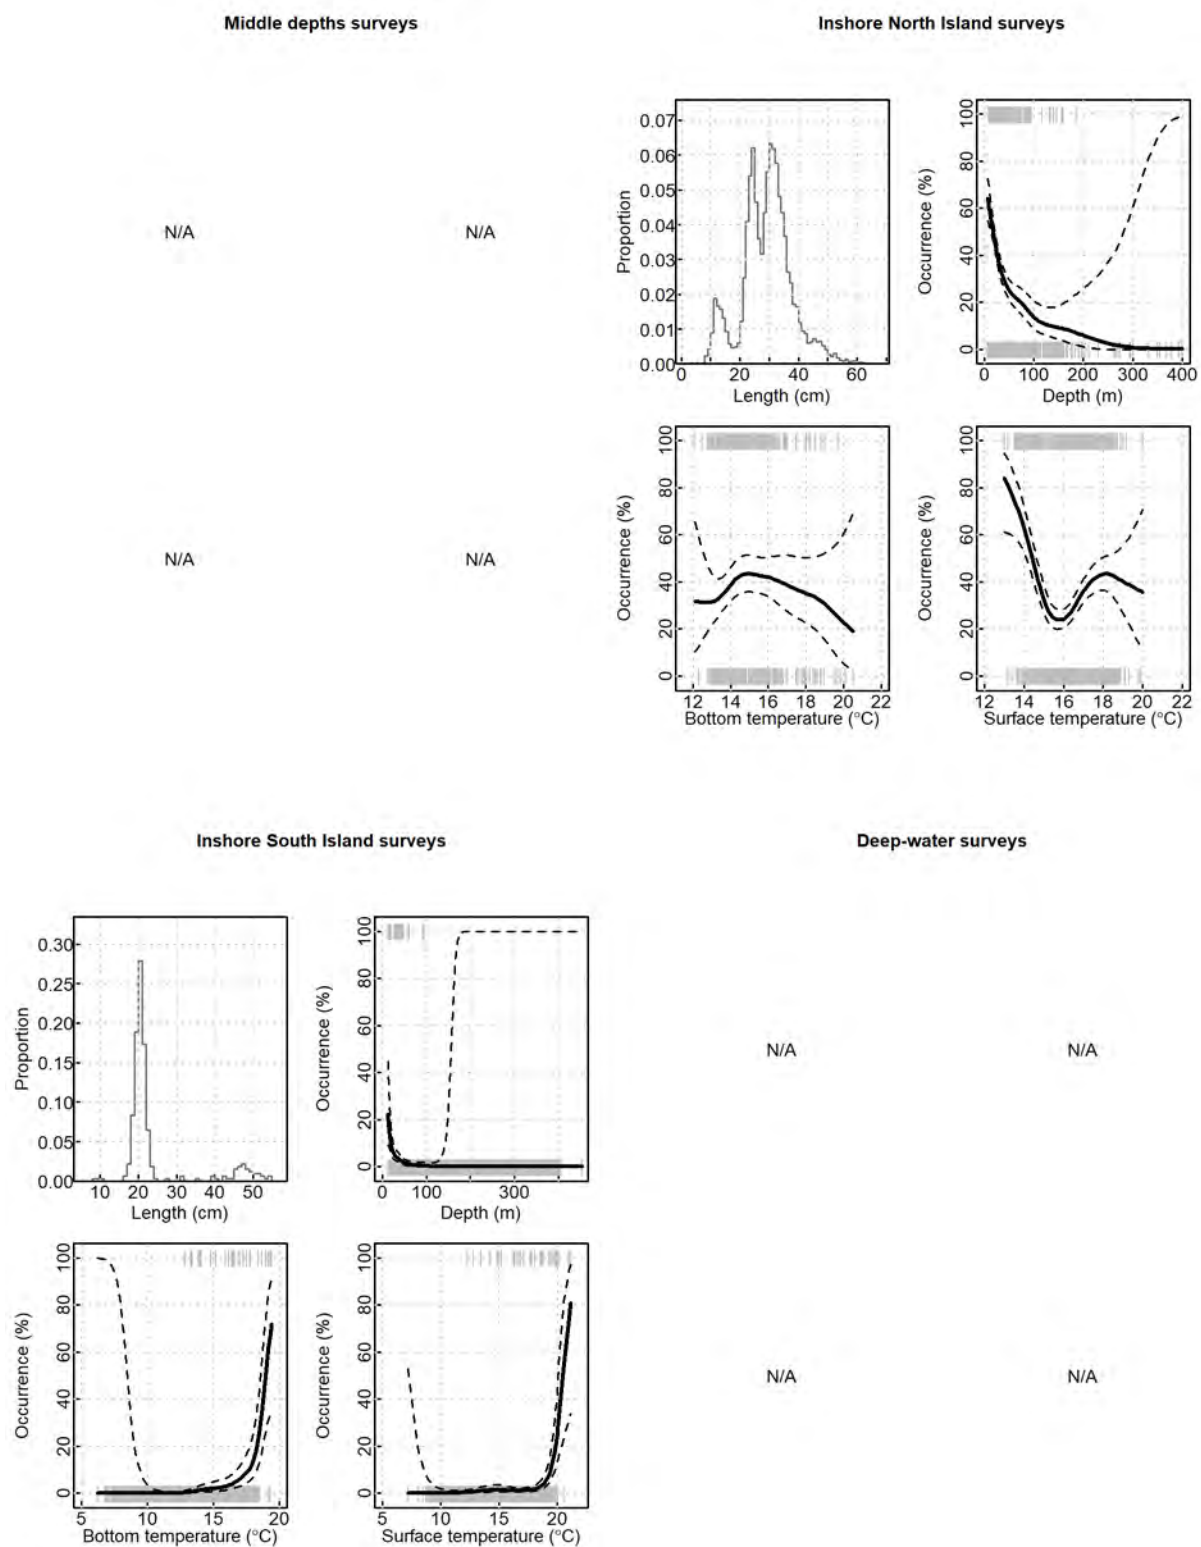 Middle depths surveys
N/A
N/A
N/A
N/A
Inshore North Island surveys
Proportion
0.07
0.06
0.05
0.04
0.03
0.02
0.01
0.00
0 20 40 60
Length (cm)
Occurrence (%)
100
80
60
40
20
0
0 100 200 300 400
Depth (m)
Occurrence (%)
100
80
60
40
20
0
12 14 16 18 20 22
Bottom temperature (°C)
Occurrence (%)
100
80
60
40
20
0
12 14 16 18 20 22
Surface temperature (°C)
Inshore South Island surveys
Proportion
0.30
0.25
0.20
0.15
0.10
0.05
0.00
10 20 30 40 50
Length (cm)
Occurrence (%)
100
80
60
40
20
0
0 100 300
Depth (m)
Occurrence (%)
100
80
60
40
20
0
5 10 15 20
Bottom temperature (°C)
Occurrence (%)
100
80
60
40
20
0
5 10 15 20
Surface temperature (°C)
Deep-water surveys
N/A
N/A
N/A
N/A